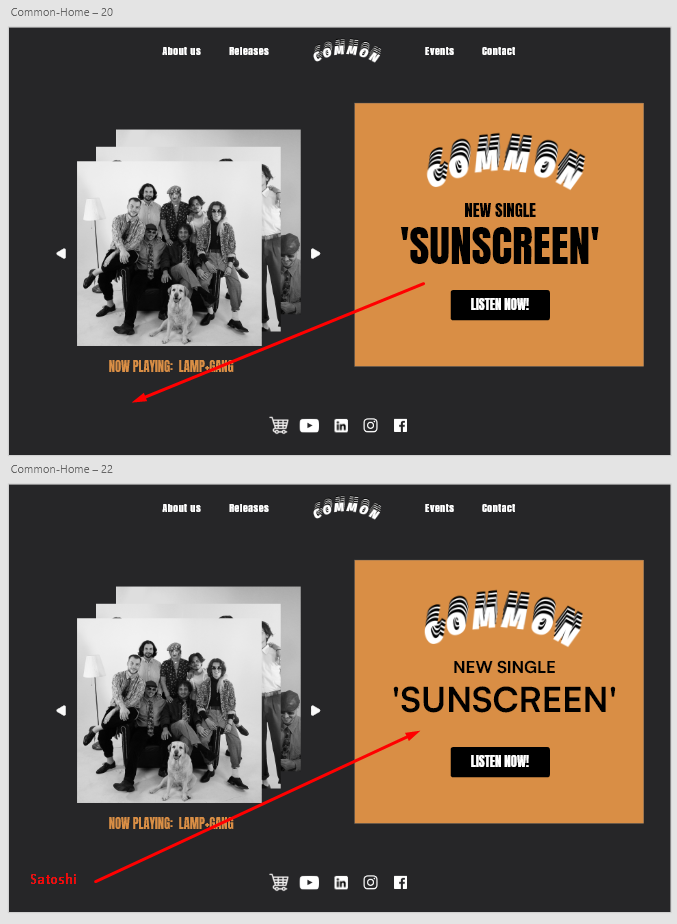 Common-Home – 20
About us Releases COMMON Events Contact
COMMON
NEW SINGLE
'SUNSCREEN'
LISTEN NOW!
NOW PLAYING: LAMP+GANG
Common-Home – 22
About us Releases COMMON Events Contact
COMMON
NEW SINGLE
'SUNSCREEN'
LISTEN NOW!
NOW PLAYING: LAMP+GANG
Satoshi